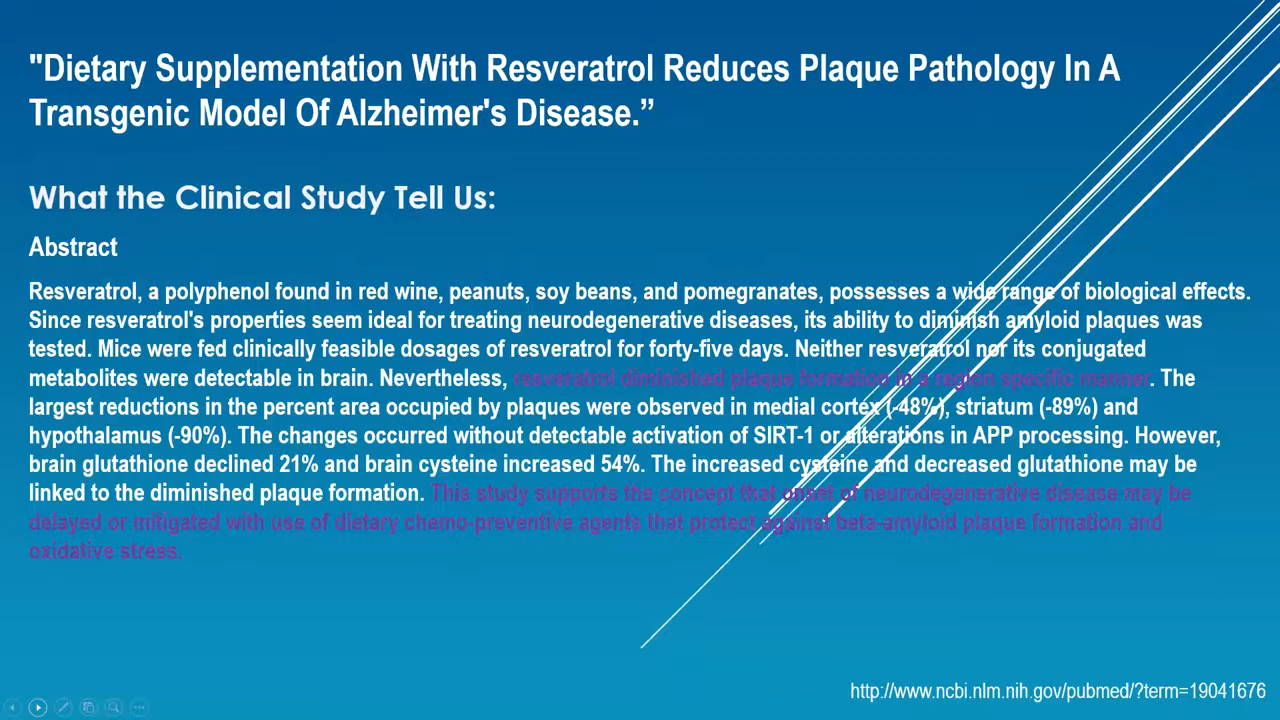 "Dietary Supplementation With Resveratrol Reduces Plaque Pathology In A
Transgenic Model Of Alzheimer's Disease.”
What the Clinical Study Tell Us:
Abstract
Resveratrol, a polyphenol found in red wine, peanuts, soy beans, and pomegranates, possesses a wide range of biological effects.
Since resveratrol's properties seem ideal for treating neurodegenerative diseases, its ability to diminish amyloid plaques was
tested. Mice were fed clinically feasible dosages of resveratrol for forty-five days. Neither resveratrol nor its conjugated
metabolites were detectable in brain. Nevertheless, resveratrol diminished plaque formation in a region specific manner. The
largest reductions in the percent area occupied by plaques were observed in medial cortex (-48%), striatum (-89%) and
hypothalamus (-90%). The changes occurred without detectable activation of SIRT-1 or alterations in APP processing. However,
brain glutathione declined 21% and brain cysteine increased 54%. The increased cysteine and decreased glutathione may be
linked to the diminished plaque formation. This study supports the concept that onset of neurodegenerative disease may be
delayed or mitigated with use of dietary chemo-preventive agents that protect against beta-amyloid plaque formation and
oxidative stress.
http://www.ncbi.nlm.nih.gov/pubmed/?term=19041676